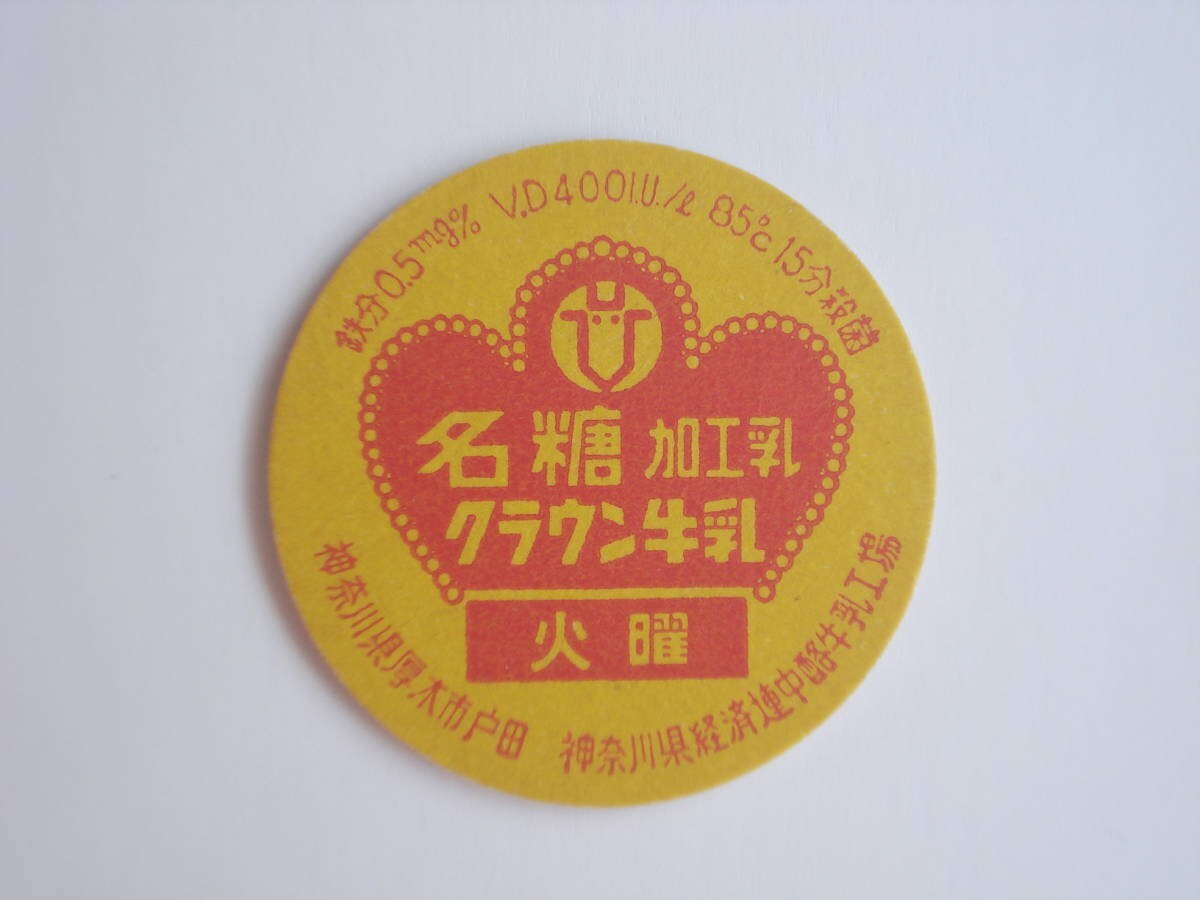 鉄分0.5mg% V.D400I.U./ℓ 85℃15分殺菌
名糖 加工乳
クラウン牛乳
火曜
神奈川県厚木市戸田 神奈川県経済連中酪牛乳工場